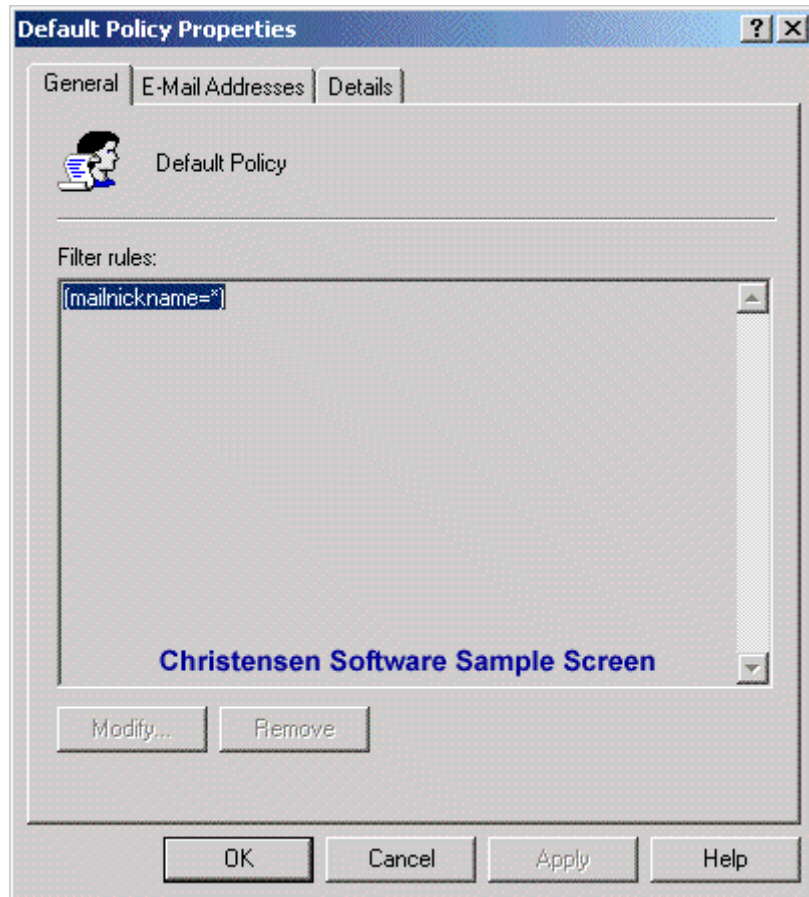 Default Policy Properties
General E-Mail Addresses Details
Default Policy
Filter rules:
(mailnickname=*)
Christensen Software Sample Screen
Modify... Remove
OK Cancel Apply Help